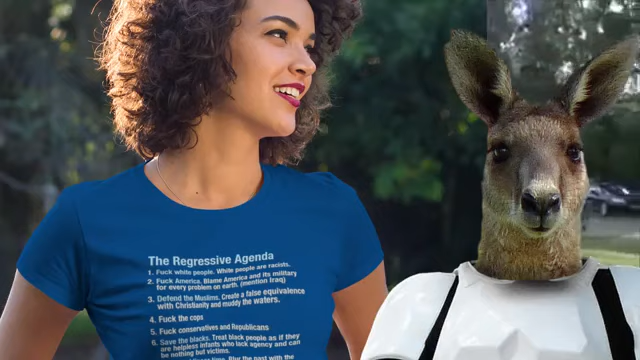 The Regressive Agenda
1. Fuck white people. White people are racists.
2. Fuck America, Blame America and its military
for every problem on earth. (mention Iraq)
3. Defend the Muslims. Create a false equivalence
with Christianity and muddy the waters.
4. Fuck the cops
5. Fuck conservatives and Republicans
6. Save the blacks. Treat black people as if they
are helpless infants who lack agency and can
be nothing but victims.
past with the